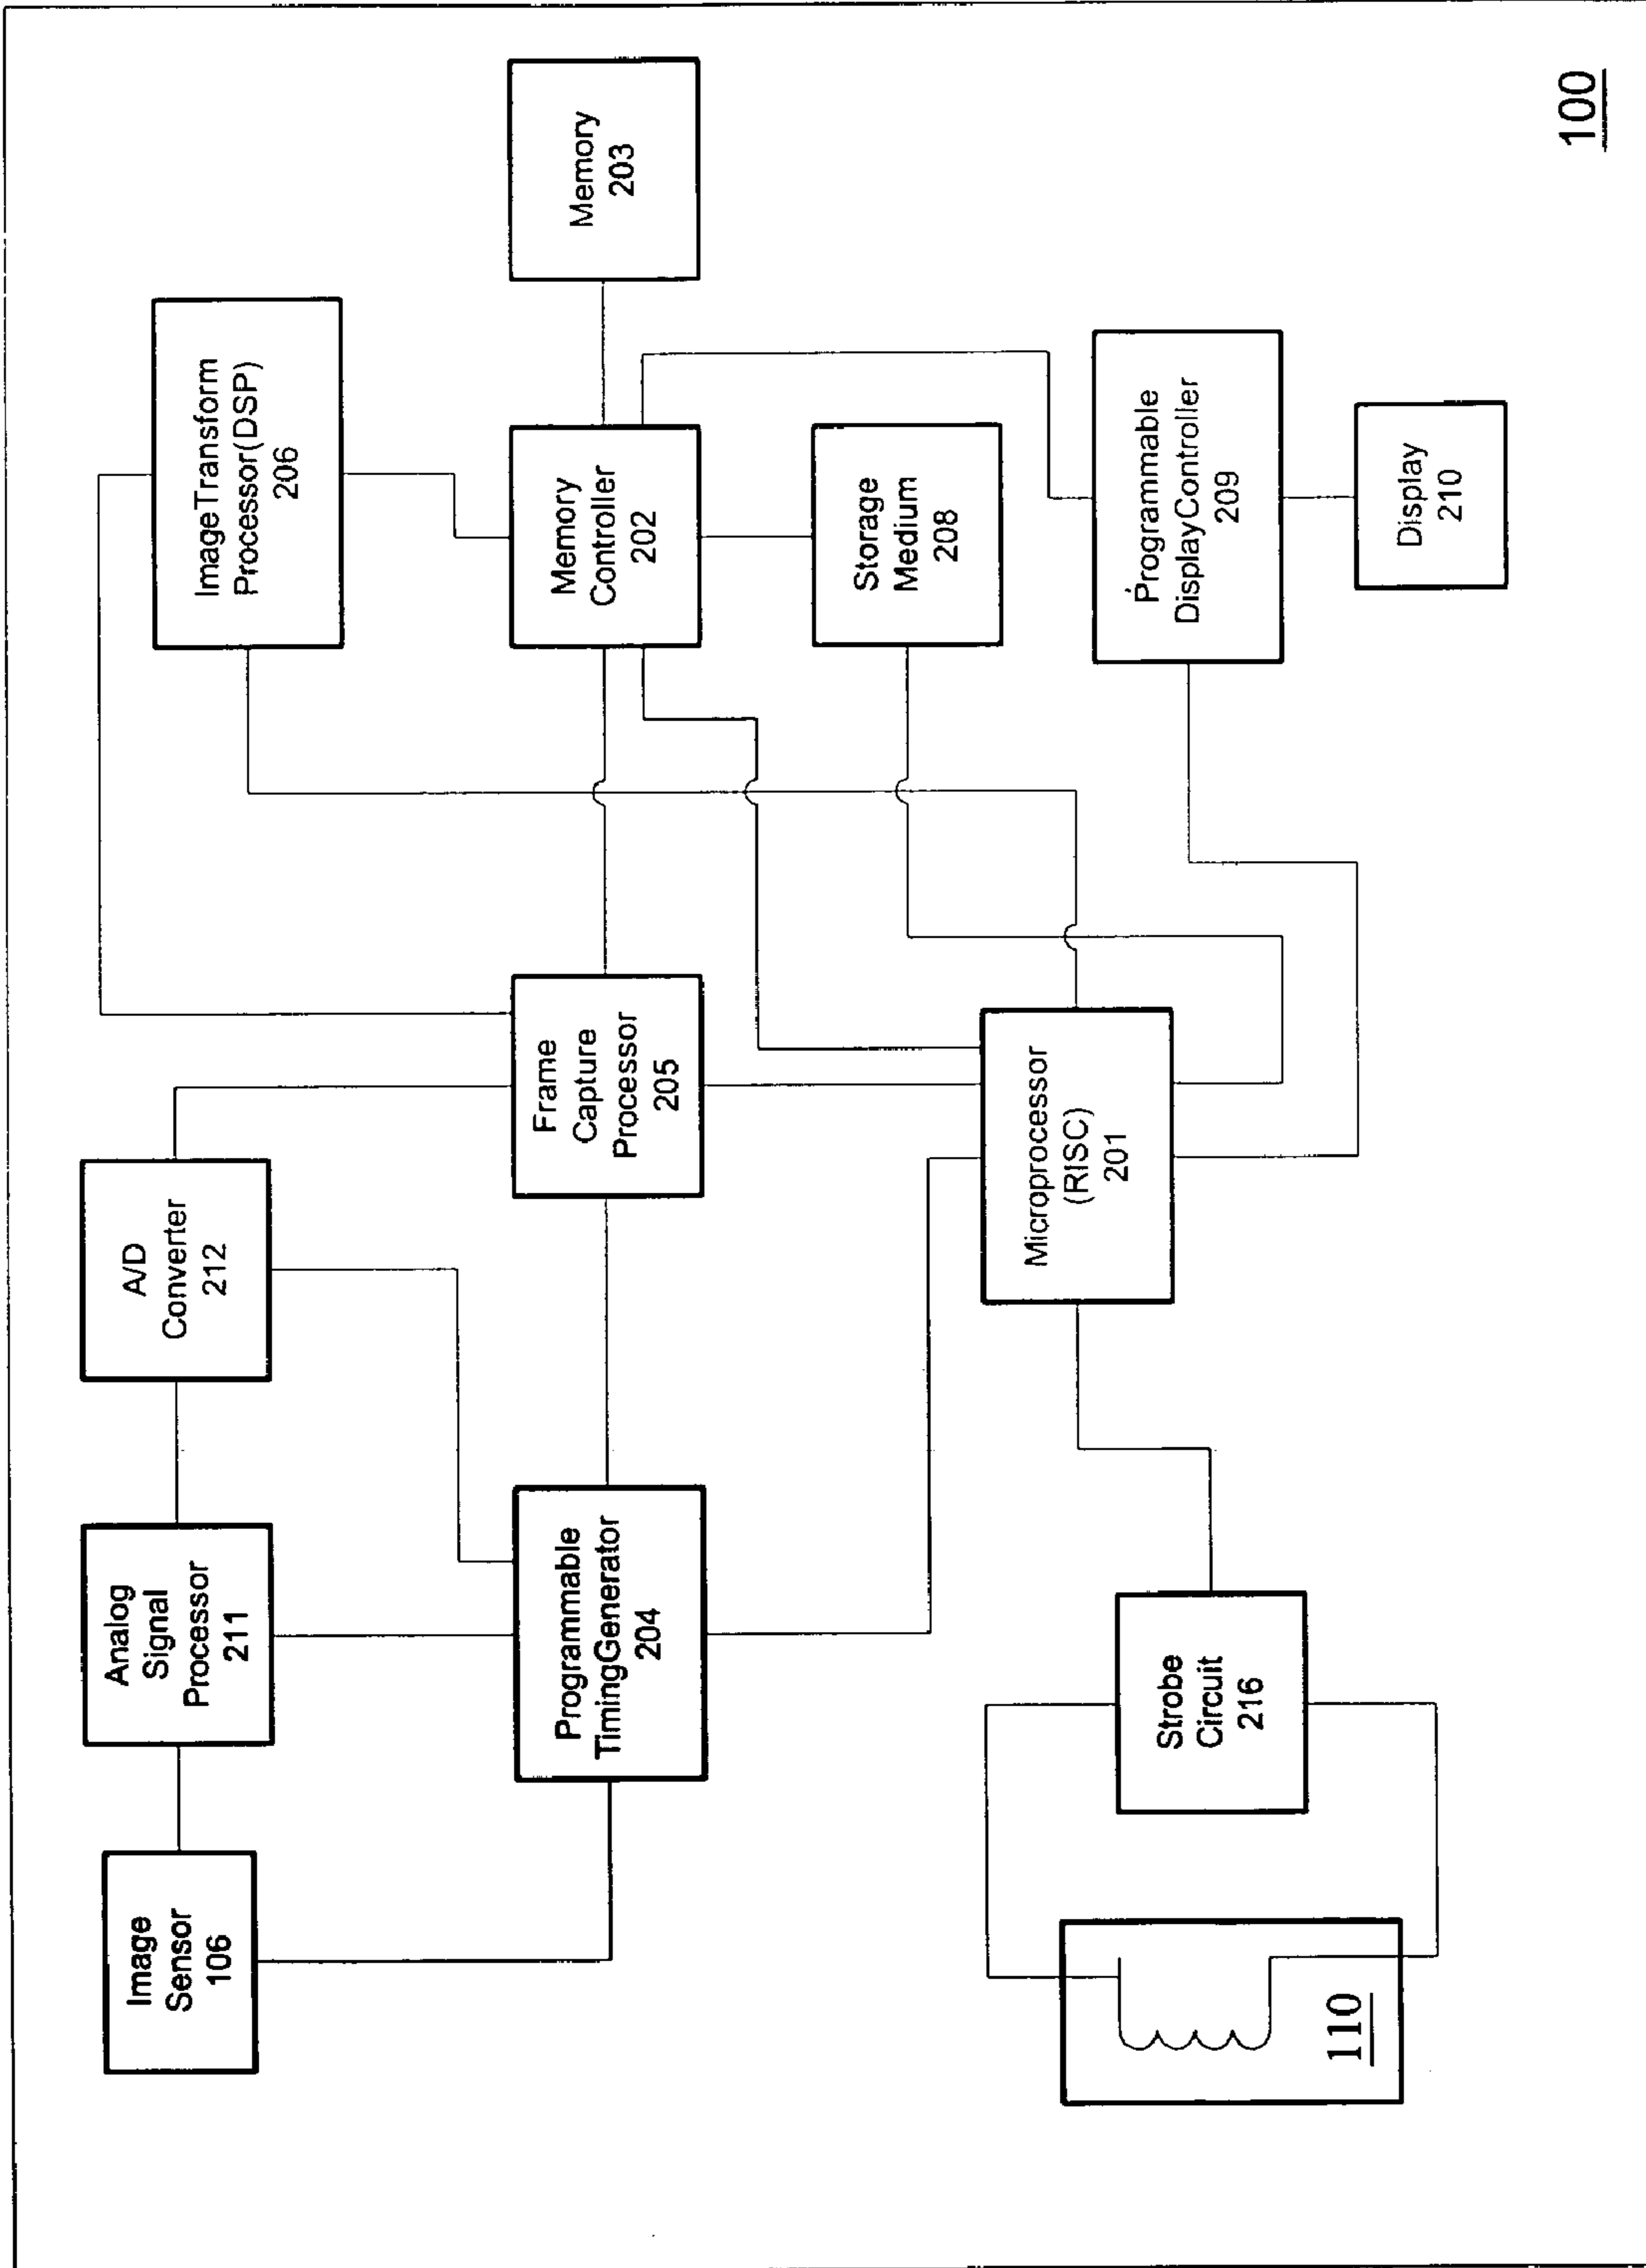 Image
Sensor
106
Analog
Signal
Processor
211
A/D
Converter
212
ImageTransform
Processor(DSP)
206
Programmable
TimingGenerator
204
Frame
Capture
Processor
205
Memory
Controller
202
Memory
203
Storage
Medium
208
Microprocessor
(RISC)
201
Programmable
DisplayController
209
Strobe
Circuit
216
110
Display
210
100